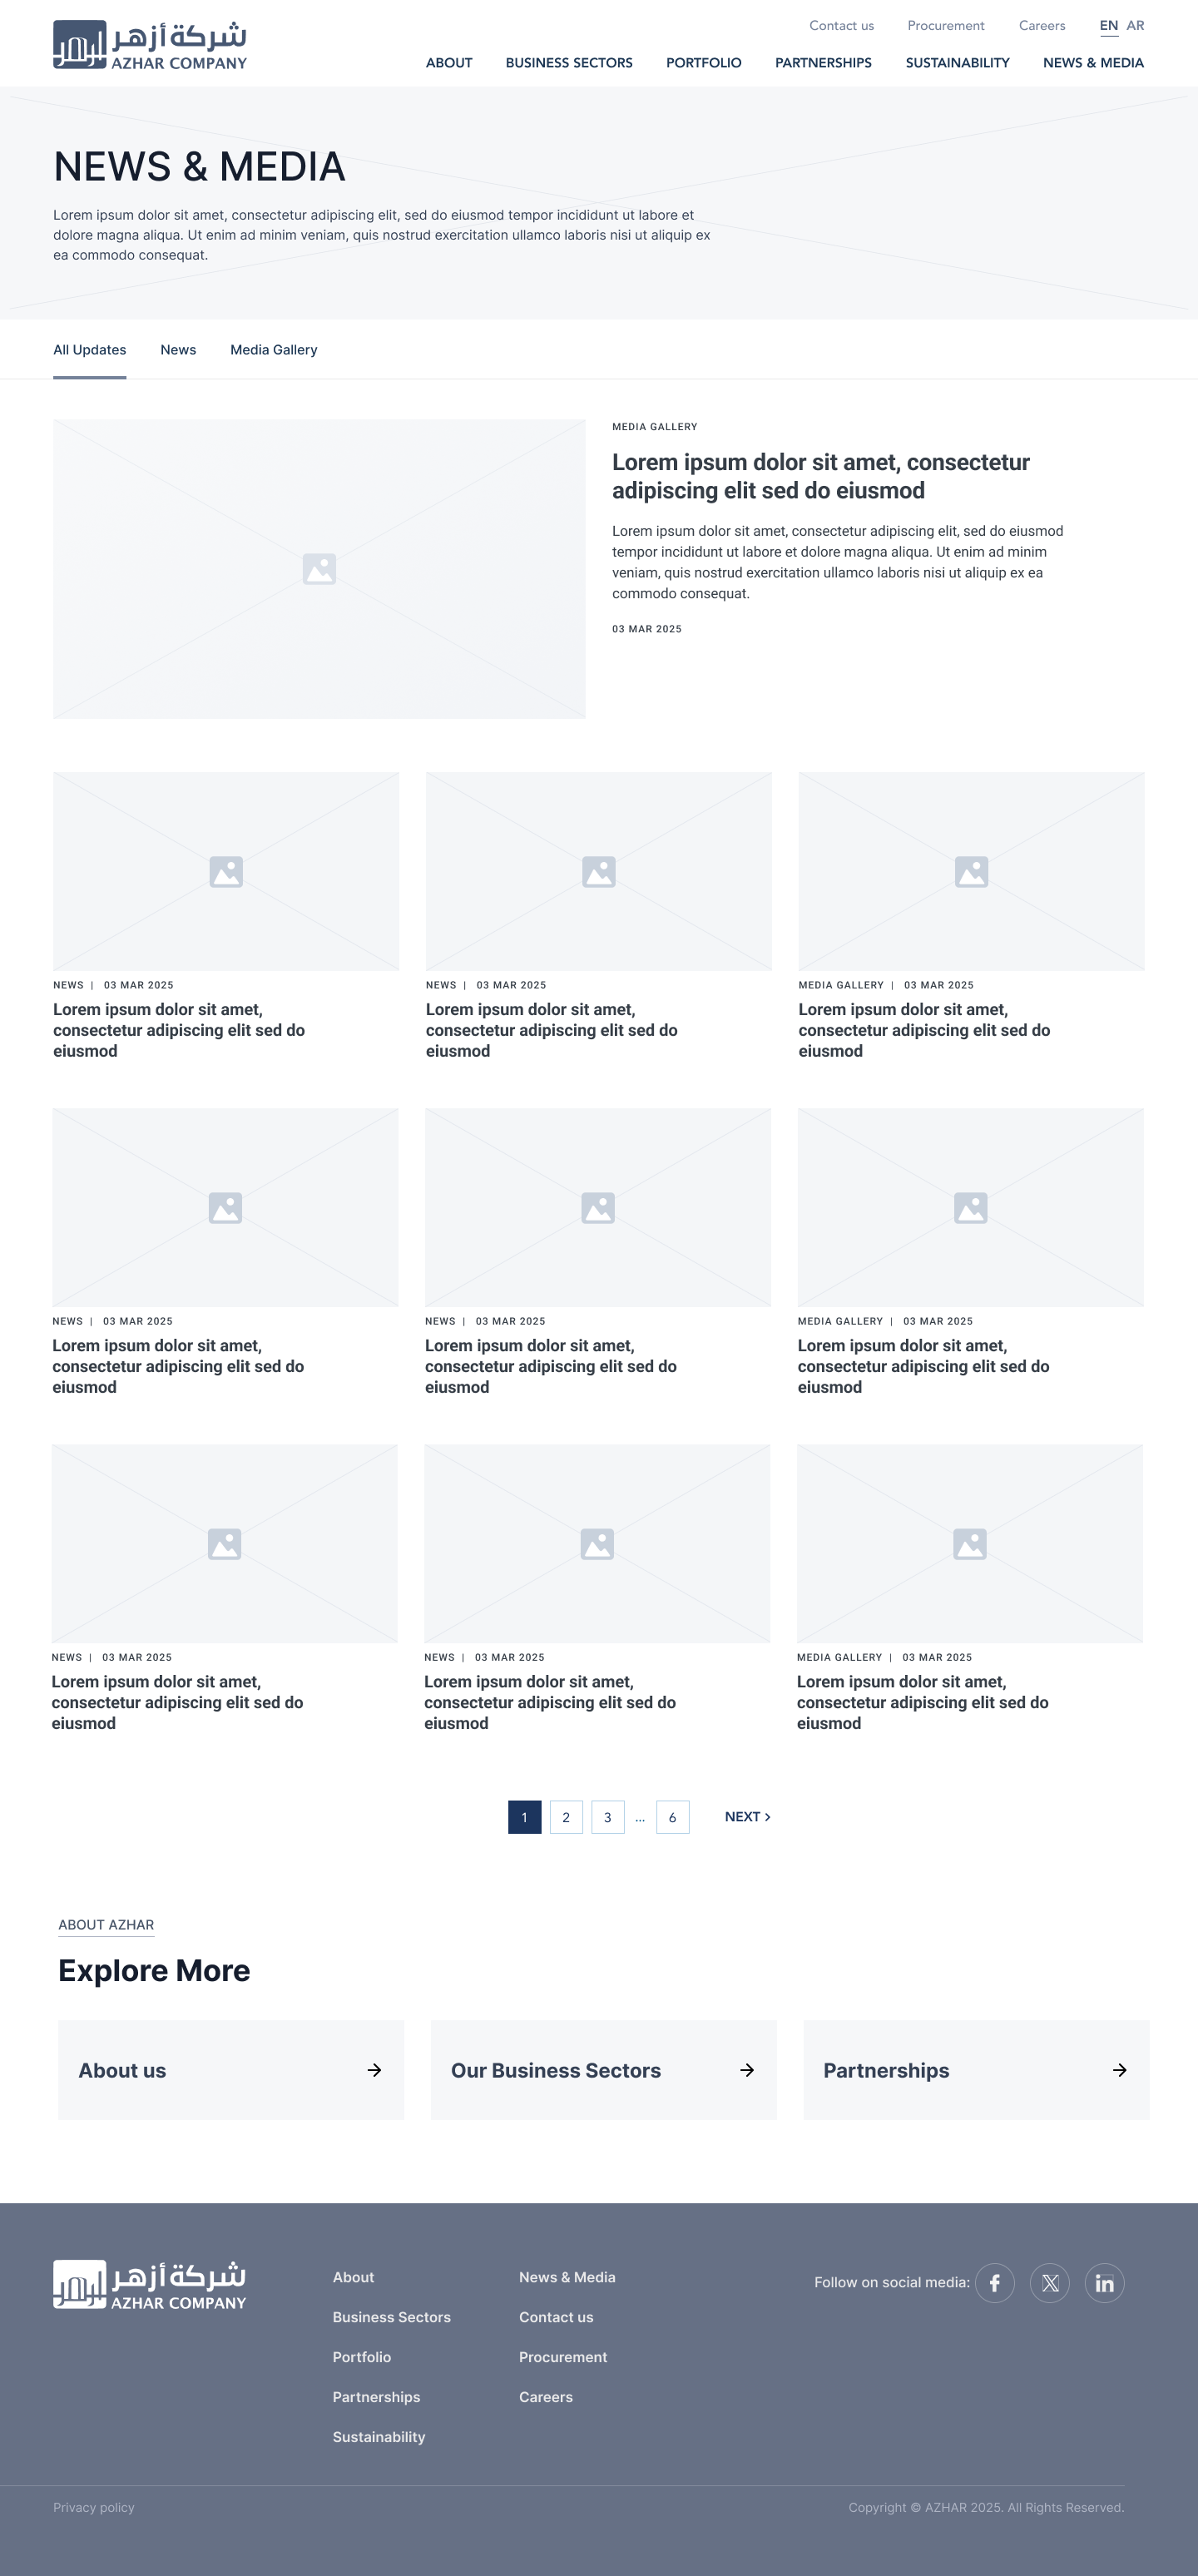 شركة أزهر
AZHAR COMPANY
Contact us Procurement Careers EN AR
ABOUT BUSINESS SECTORS PORTFOLIO PARTNERSHIPS SUSTAINABILITY NEWS & MEDIA
NEWS & MEDIA
Lorem ipsum dolor sit amet, consectetur adipiscing elit, sed do eiusmod tempor incididunt ut labore et
dolore magna aliqua. Ut enim ad minim veniam, quis nostrud exercitation ullamco laboris nisi ut aliquip ex
ea commodo consequat.
All Updates News Media Gallery
MEDIA GALLERY
Lorem ipsum dolor sit amet, consectetur
adipiscing elit sed do eiusmod
Lorem ipsum dolor sit amet, consectetur adipiscing elit, sed do eiusmod
tempor incididunt ut labore et dolore magna aliqua. Ut enim ad minim
veniam, quis nostrud exercitation ullamco laboris nisi ut aliquip ex ea
commodo consequat.
03 MAR 2025
NEWS | 03 MAR 2025
Lorem ipsum dolor sit amet,
consectetur adipiscing elit sed do
eiusmod
NEWS | 03 MAR 2025
Lorem ipsum dolor sit amet,
consectetur adipiscing elit sed do
eiusmod
MEDIA GALLERY | 03 MAR 2025
Lorem ipsum dolor sit amet,
consectetur adipiscing elit sed do
eiusmod
NEWS | 03 MAR 2025
Lorem ipsum dolor sit amet,
consectetur adipiscing elit sed do
eiusmod
NEWS | 03 MAR 2025
Lorem ipsum dolor sit amet,
consectetur adipiscing elit sed do
eiusmod
MEDIA GALLERY | 03 MAR 2025
Lorem ipsum dolor sit amet,
consectetur adipiscing elit sed do
eiusmod
NEWS | 03 MAR 2025
Lorem ipsum dolor sit amet,
consectetur adipiscing elit sed do
eiusmod
NEWS | 03 MAR 2025
Lorem ipsum dolor sit amet,
consectetur adipiscing elit sed do
eiusmod
MEDIA GALLERY | 03 MAR 2025
Lorem ipsum dolor sit amet,
consectetur adipiscing elit sed do
eiusmod
1 2 3 ... 6 NEXT >
ABOUT AZHAR
Explore More
About us
Our Business Sectors
Partnerships
شركة أزهر
AZHAR COMPANY
About
Business Sectors
Portfolio
Partnerships
Sustainability
News & Media
Contact us
Procurement
Careers
Follow on social media:
Privacy policy
Copyright © AZHAR 2025. All Rights Reserved.